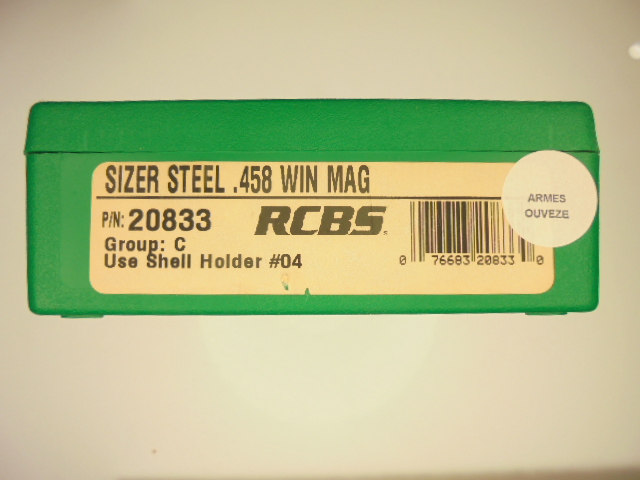 SIZER STEEL .458 WIN MAG
P/N: 20833
RCBS
Group: C
Use Shell Holder #04
0 76683 20833 0
ARMES
OUVEZE